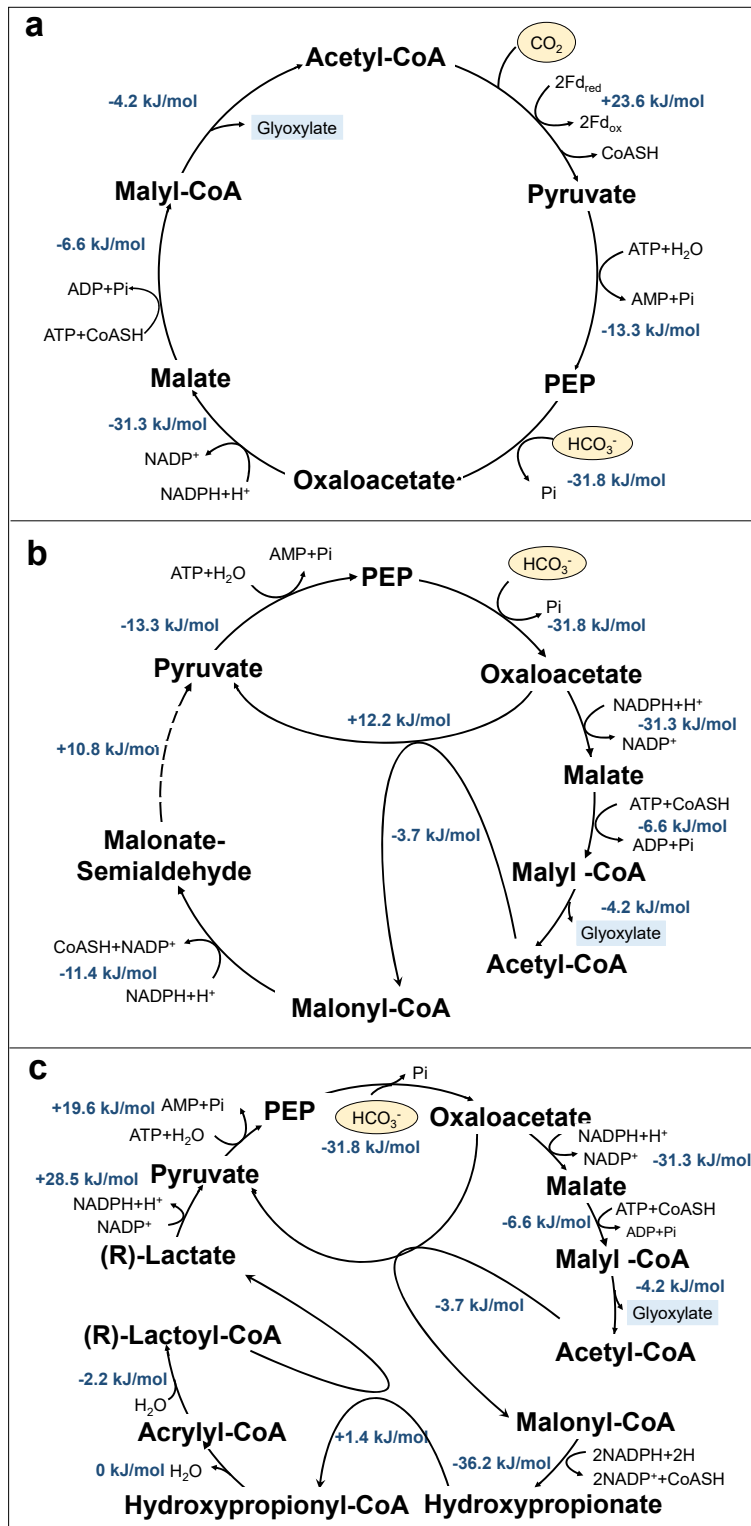 a
Acetyl-CoA
CO₂
-4.2 kJ/mol
2Fd_red
+23.6 kJ/mol
2Fd_ox
Glyoxylate
CoASH
Malyl-CoA
Pyruvate
-6.6 kJ/mol
ATP+H₂O
ADP+Pi
AMP+Pi
ATP+CoASH
-13.3 kJ/mol
Malate
PEP
-31.3 kJ/mol
HCO₃⁻
NADP⁺
Oxaloacetate
-31.8 kJ/mol
NADPH+H⁺
Pi
b
AMP+Pi
HCO₃⁻
ATP+H₂O
PEP
Pi
-13.3 kJ/mol
-31.8 kJ/mol
Pyruvate
Oxaloacetate
NADPH+H⁺
+12.2 kJ/mol
-31.3 kJ/mol
NADP⁺
+10.8 kJ/mol
Malate
ATP+CoASH
-3.7 kJ/mol
-6.6 kJ/mol
Malonate-
ADP+Pi
Semialdehyde
Malyl -CoA
-4.2 kJ/mol
Glyoxylate
CoASH+NADP⁺
Acetyl-CoA
-11.4 kJ/mol
NADPH+H⁺
Malonyl-CoA
c
Pi
+19.6 kJ/mol
AMP+Pi
PEP
HCO₃⁻
Oxaloacetate
ATP+H₂O
NADPH+H⁺
-31.8 kJ/mol
NADP⁺
-31.3 kJ/mol
+28.5 kJ/mol
Pyruvate
Malate
NADPH+H⁺
ATP+CoASH
NADP⁺
-6.6 kJ/mol
ADP+Pi
(R)-Lactate
Malyl -CoA
-4.2 kJ/mol
-3.7 kJ/mol
Glyoxylate
(R)-Lactoyl-CoA
Acetyl-CoA
-2.2 kJ/mol
H₂O
Malonyl-CoA
Acrylyl-CoA
+1.4 kJ/mol
-36.2 kJ/mol
2NADPH+2H
0 kJ/mol
H₂O
2NADP⁺+CoASH
Hydroxypropionyl-CoA
Hydroxypropionate